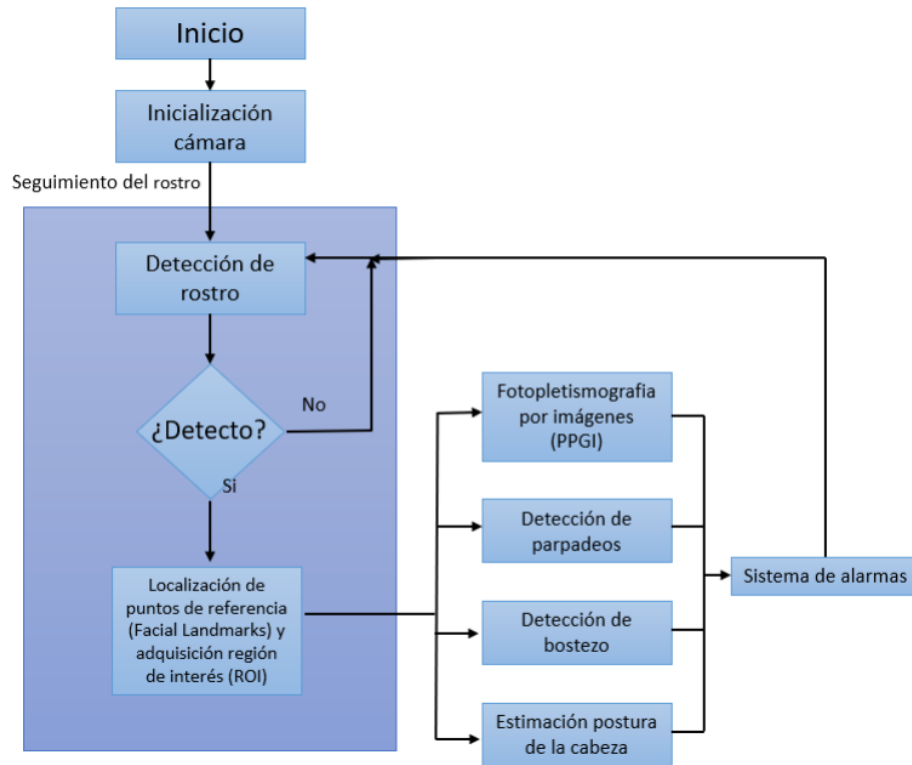 Inicio
Inicialización
cámara
Seguimiento del rostro
Detección de
rostro
¿Detecto?
No
Si
Localización de
puntos de referencia
(Facial Landmarks) y
adquisición región
de interés (ROI)
Fotopletismografia
por imágenes
(PPGI)
Detección de
parpadeos
Detección de
bostezo
Estimación postura
de la cabeza
Sistema de alarmas